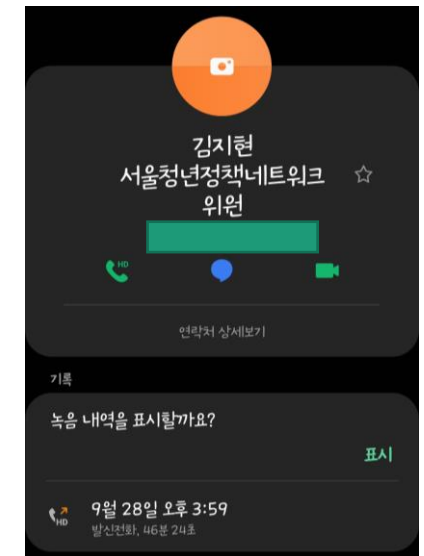 김지현
서울청년정책네트워크
위원
HD
연락처 상세보기
기록
녹음 내역을 표시할까요?
표시
HD
9월 28일 오후 3:59
발신전화, 46분 24초